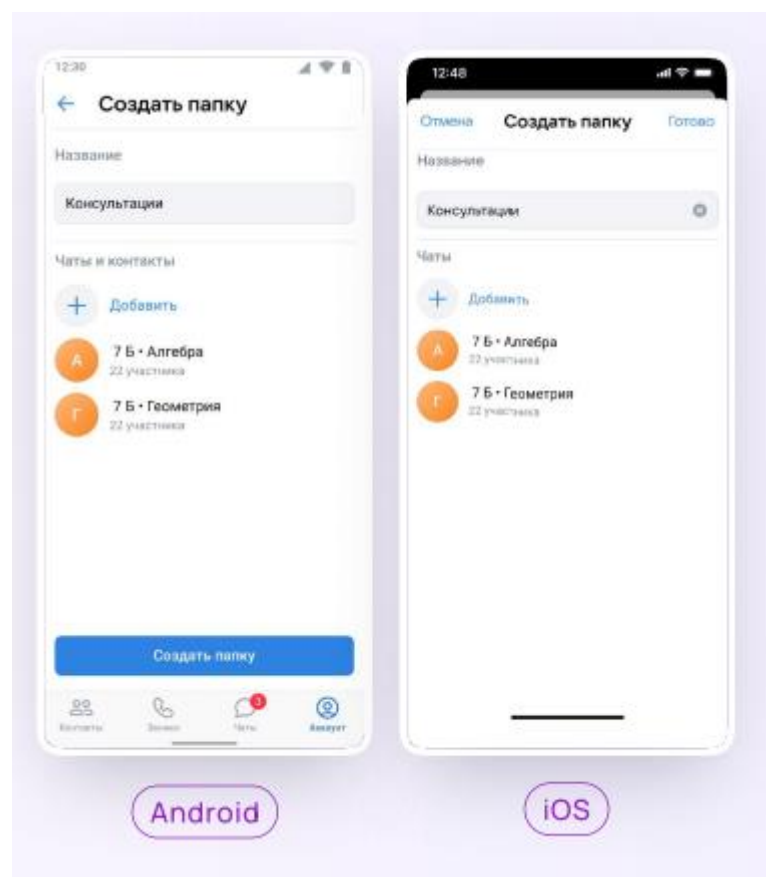 12:30
Создать папку
Название
Консультации
Чаты и контакты
Добавить
А
7 Б • Алгебра
22 участника
Г
7 Б • Геометрия
22 участника
Создать папку
3
Контакты
Звонки
Чаты
Аккаунт
Android
12:48
Отмена
Создать папку
Готово
Название
Консультации
Чаты
Добавить
А
7 Б • Алгебра
22 участника
Г
7 Б • Геометрия
22 участника
iOS